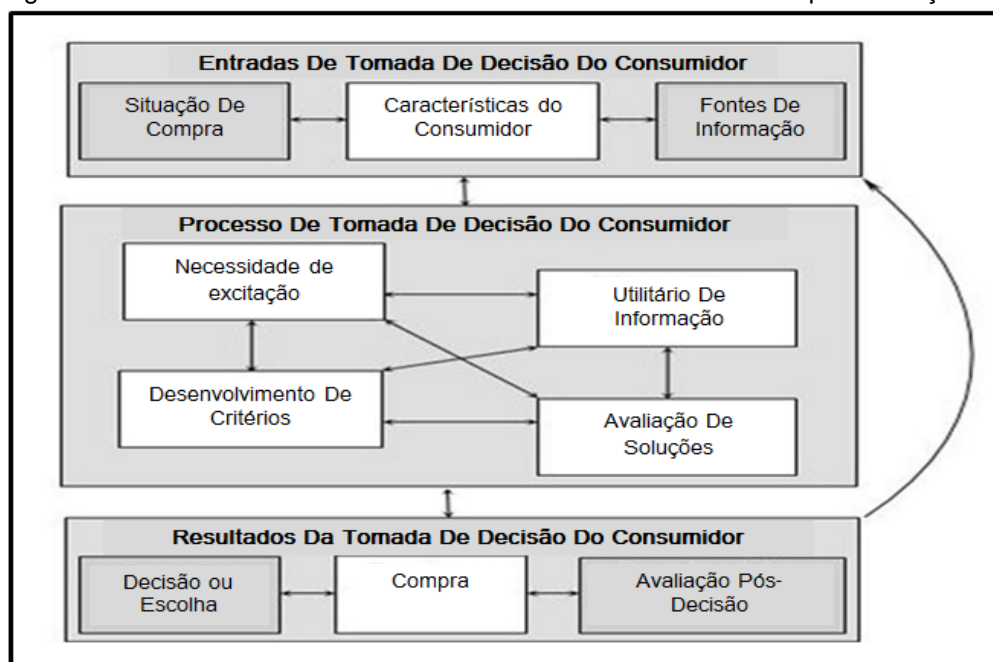 Entradas De Tomada De Decisão Do Consumidor
Situação De
Compra
Características do
Consumidor
Fontes De
Informação
Processo De Tomada De Decisão Do Consumidor
Necessidade de
excitação
Utilitário De
Informação
Desenvolvimento De
Critérios
Avaliação De
Soluções
Resultados Da Tomada De Decisão Do Consumidor
Decisão ou
Escolha
Compra
Avaliação Pós-
Decisão